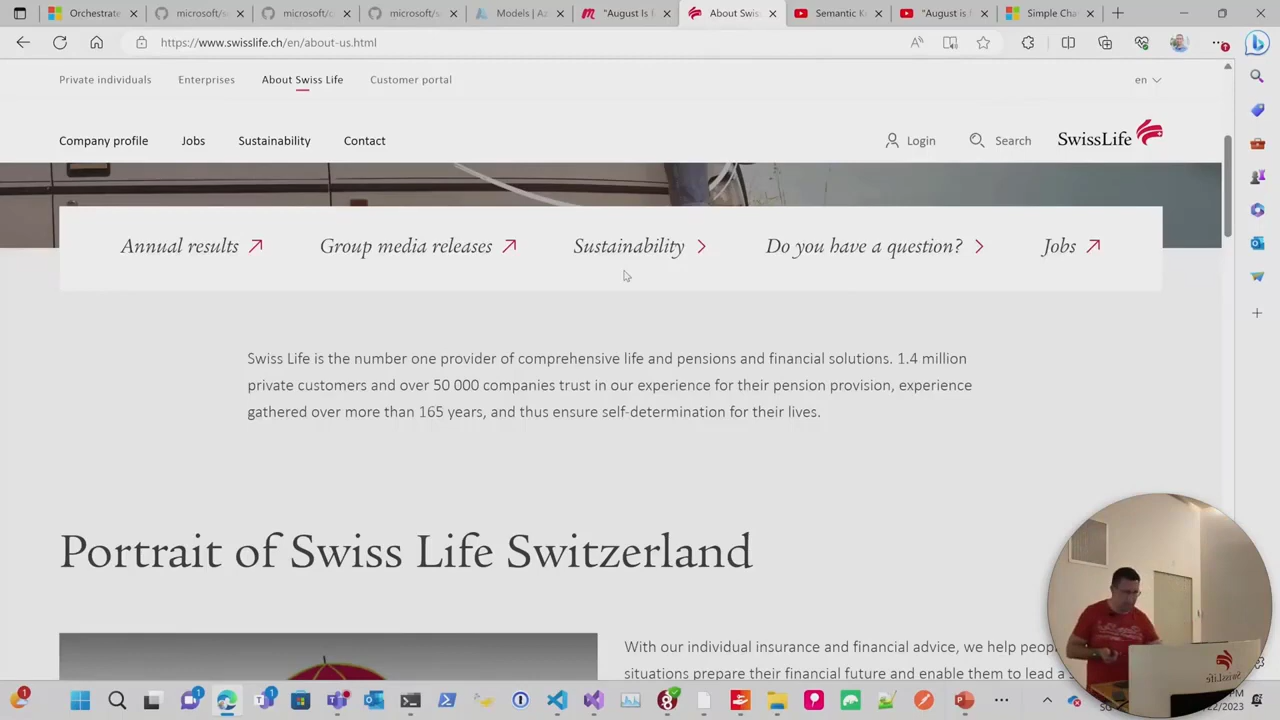 Orchestrate
microsoft/se
microsoft/c
microsoft/s
Models | Az
"August Is
About Swiss
Semantic K
"August is
Simple Cha
https://www.swisslife.ch/en/about-us.html
Private individuals
Enterprises
About Swiss Life
Customer portal
en
Company profile
Jobs
Sustainability
Contact
Login
Search
SwissLife
Annual results
Group media releases
Sustainability
Do you have a question?
Jobs
Swiss Life is the number one provider of comprehensive life and pensions and financial solutions. 1.4 million
private customers and over 50 000 companies trust in our experience for their pension provision, experience
gathered over more than 165 years, and thus ensure self-determination for their lives.
Portrait of Swiss Life Switzerland
With our individual insurance and financial advice, we help
situations prepare their financial future and enable them to lead a